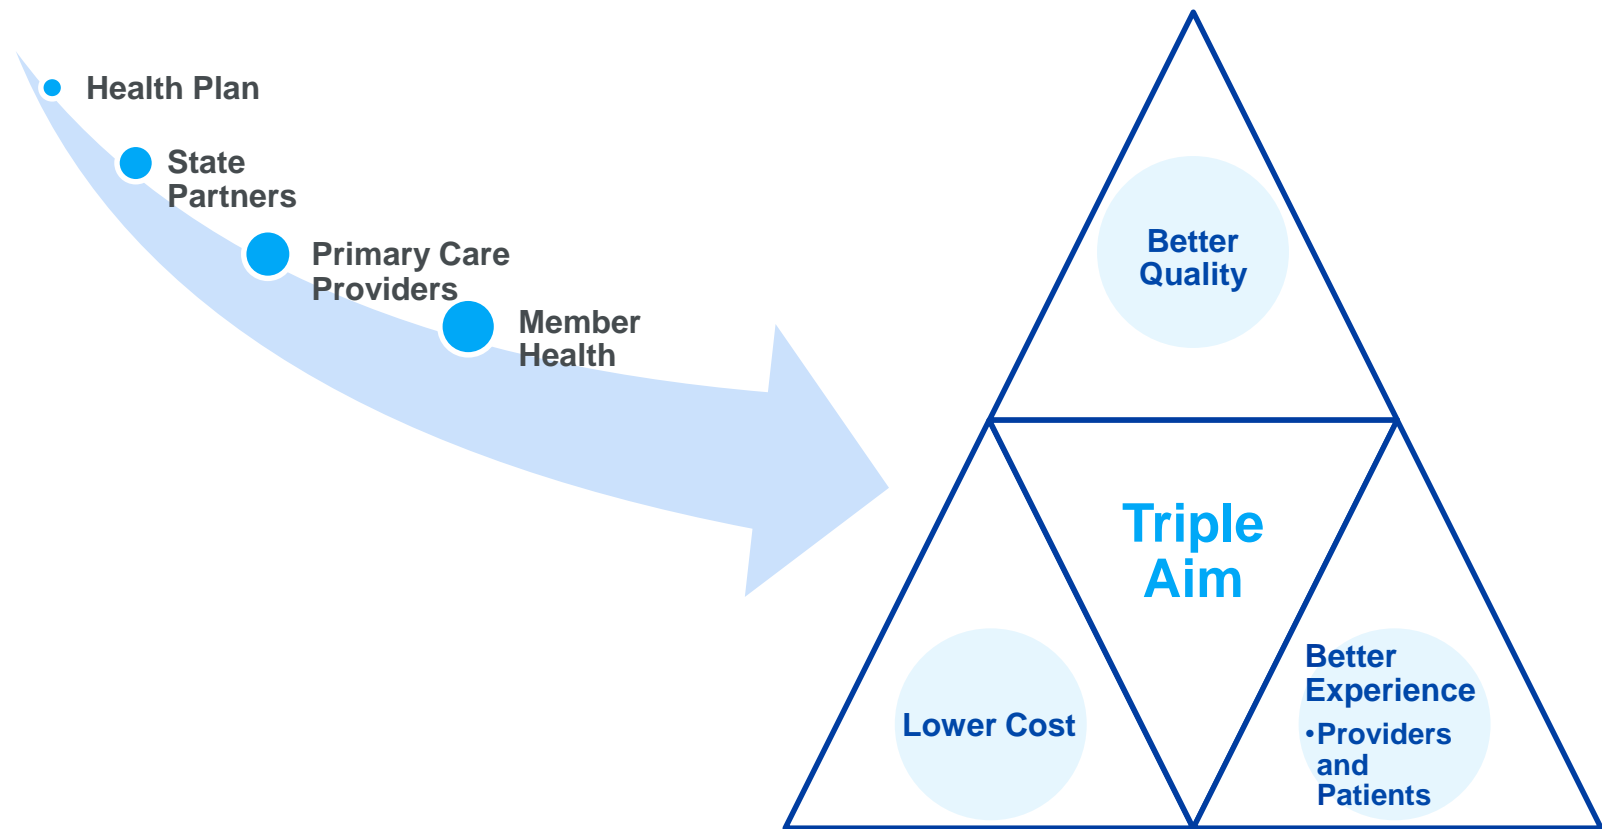 Health Plan
State
Partners
Primary Care
Providers
Member
Health
Better
Quality
Triple
Aim
Lower Cost
Better
Experience
•Providers
and
Patients